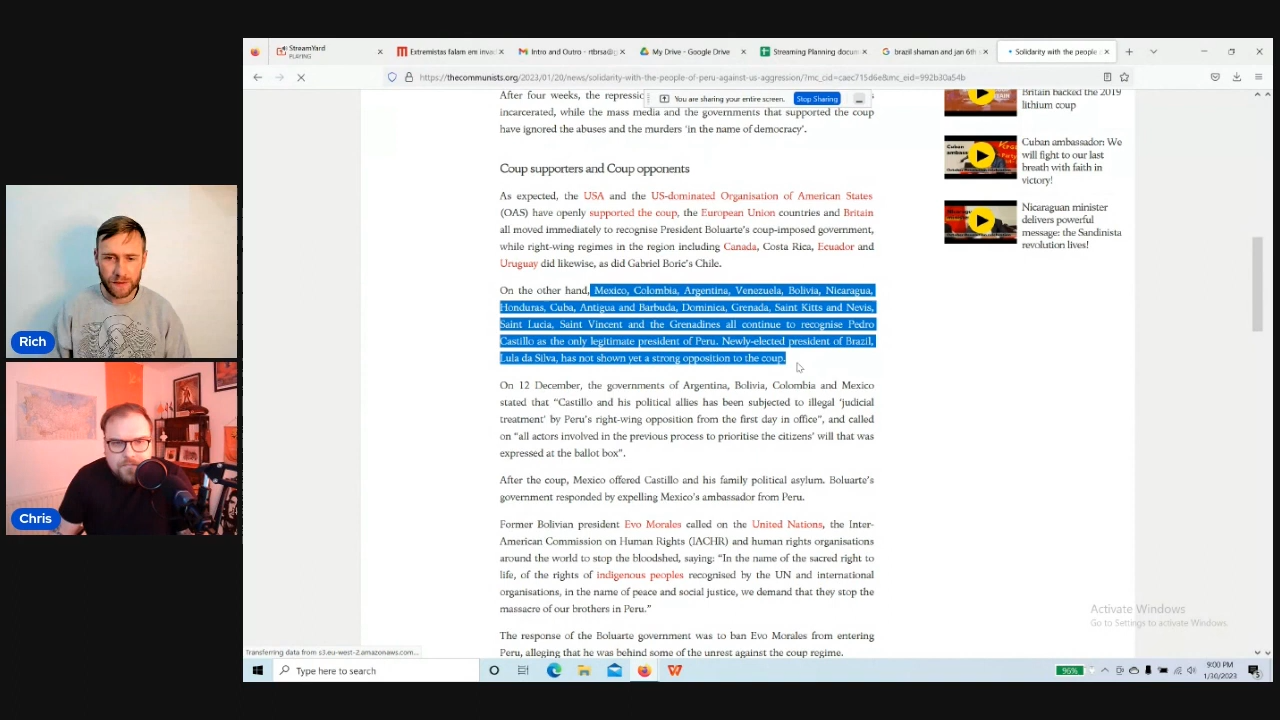 StreamYard
PLAYING
Extremistas falam em inva
Intro and Outro - rtbrsa@g
My Drive - Google Drive
Streaming Planning docum
brazil shaman and jan 6th
Solidarity with the people
https://thecommunists.org/2023/01/20/news/solidarity-with-the-people-of-peru-against-us-aggression/?mc_cid=caec715d6e&mc_eid=992b30a54b
You are sharing your entire screen.
Stop Sharing
After four weeks, the repressio
incarcerated, while the mass media and the governments that supported the coup
have ignored the abuses and the murders 'in the name of democracy'.
Coup supporters and Coup opponents
As expected, the USA and the US-dominated Organisation of American States
(OAS) have openly supported the coup, the European Union countries and Britain
all moved immediately to recognise President Boluarte's coup-imposed government,
while right-wing regimes in the region including Canada, Costa Rica, Ecuador and
Uruguay did likewise, as did Gabriel Boric's Chile.
On the other hand, Mexico, Colombia, Argentina, Venezuela, Bolivia, Nicaragua,
Honduras, Cuba, Antigua and Barbuda, Dominica, Grenada, Saint Kitts and Nevis,
Saint Lucia, Saint Vincent and the Grenadines all continue to recognise Pedro
Castillo as the only legitimate president of Peru. Newly-elected president of Brazil,
Lula da Silva, has not shown yet a strong opposition to the coup.
On 12 December, the governments of Argentina, Bolivia, Colombia and Mexico
stated that "Castillo and his political allies has been subjected to illegal 'judicial
treatment' by Peru's right-wing opposition from the first day in office", and called
on "all actors involved in the previous process to prioritise the citizens' will that was
expressed at the ballot box".
After the coup, Mexico offered Castillo and his family political asylum. Boluarte's
government responded by expelling Mexico's ambassador from Peru.
Former Bolivian president Evo Morales called on the United Nations, the Inter-
American Commission on Human Rights (IACHR) and human rights organisations
around the world to stop the bloodshed, saying: "In the name of the sacred right to
life, of the rights of indigenous peoples recognised by the UN and international
organisations, in the name of peace and social justice, we demand that they stop the
massacre of our brothers in Peru."
The response of the Boluarte government was to ban Evo Morales from entering
Peru, alleging that he was behind some of the unrest against the coup regime.
Britain backed the 2019
lithium coup
Cuban ambassador: We
will fight to our last
breath with faith in
victory!
Nicaraguan minister
delivers powerful
message: the Sandinista
revolution lives!
Rich
Chris
Activate Windows
Go to Settings to activate Windows.
Transferring data from s3.eu-west-2.amazonaws.com...
Type here to search
96%
9:00 PM
1/30/2023
5